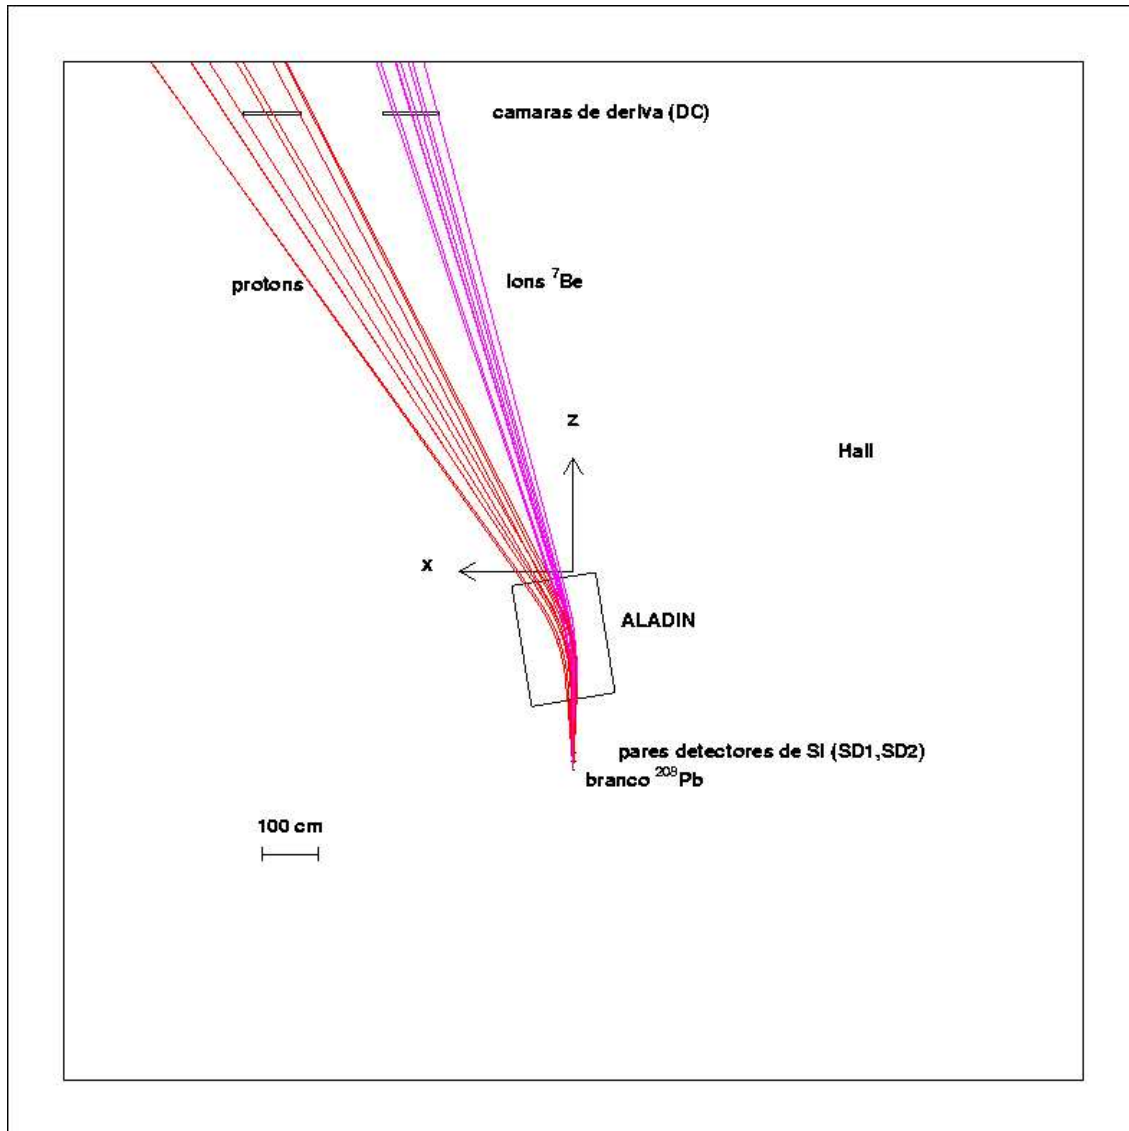 camaras de deriva (DC)
protons
Ions ⁷Be
z
Hall
x
ALADIN
pares detectores de SI (SD1,SD2)
branco ²⁰⁸Pb
100 cm